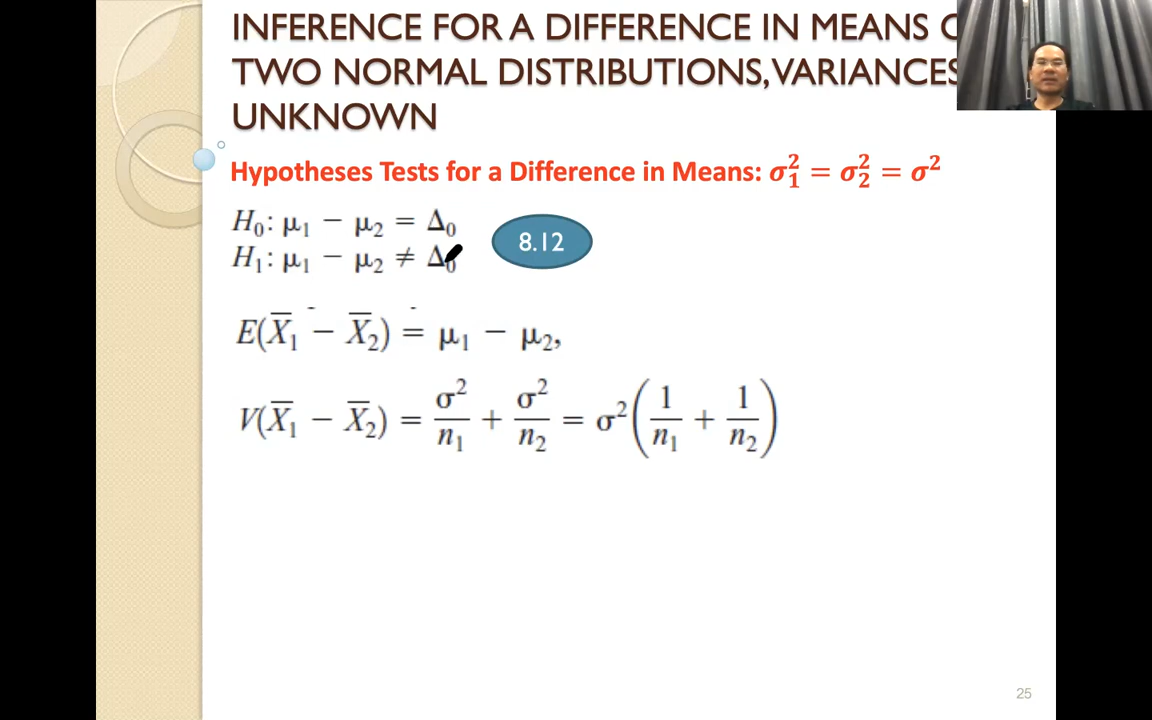 INFERENCE FOR A DIFFERENCE IN MEANS
TWO NORMAL DISTRIBUTIONS, VARIANCES
UNKNOWN
Hypotheses Tests for a Difference in Means: σ₁² = σ₂² = σ²
H₀: μ₁ − μ₂ = Δ₀
H₁: μ₁ − μ₂ ≠ Δ₀
8.12
E(X̄₁ − X̄₂) = μ₁ − μ₂,
V(X̄₁ − X̄₂) = σ²/n₁ + σ²/n₂ = σ²(1/n₁ + 1/n₂)
25